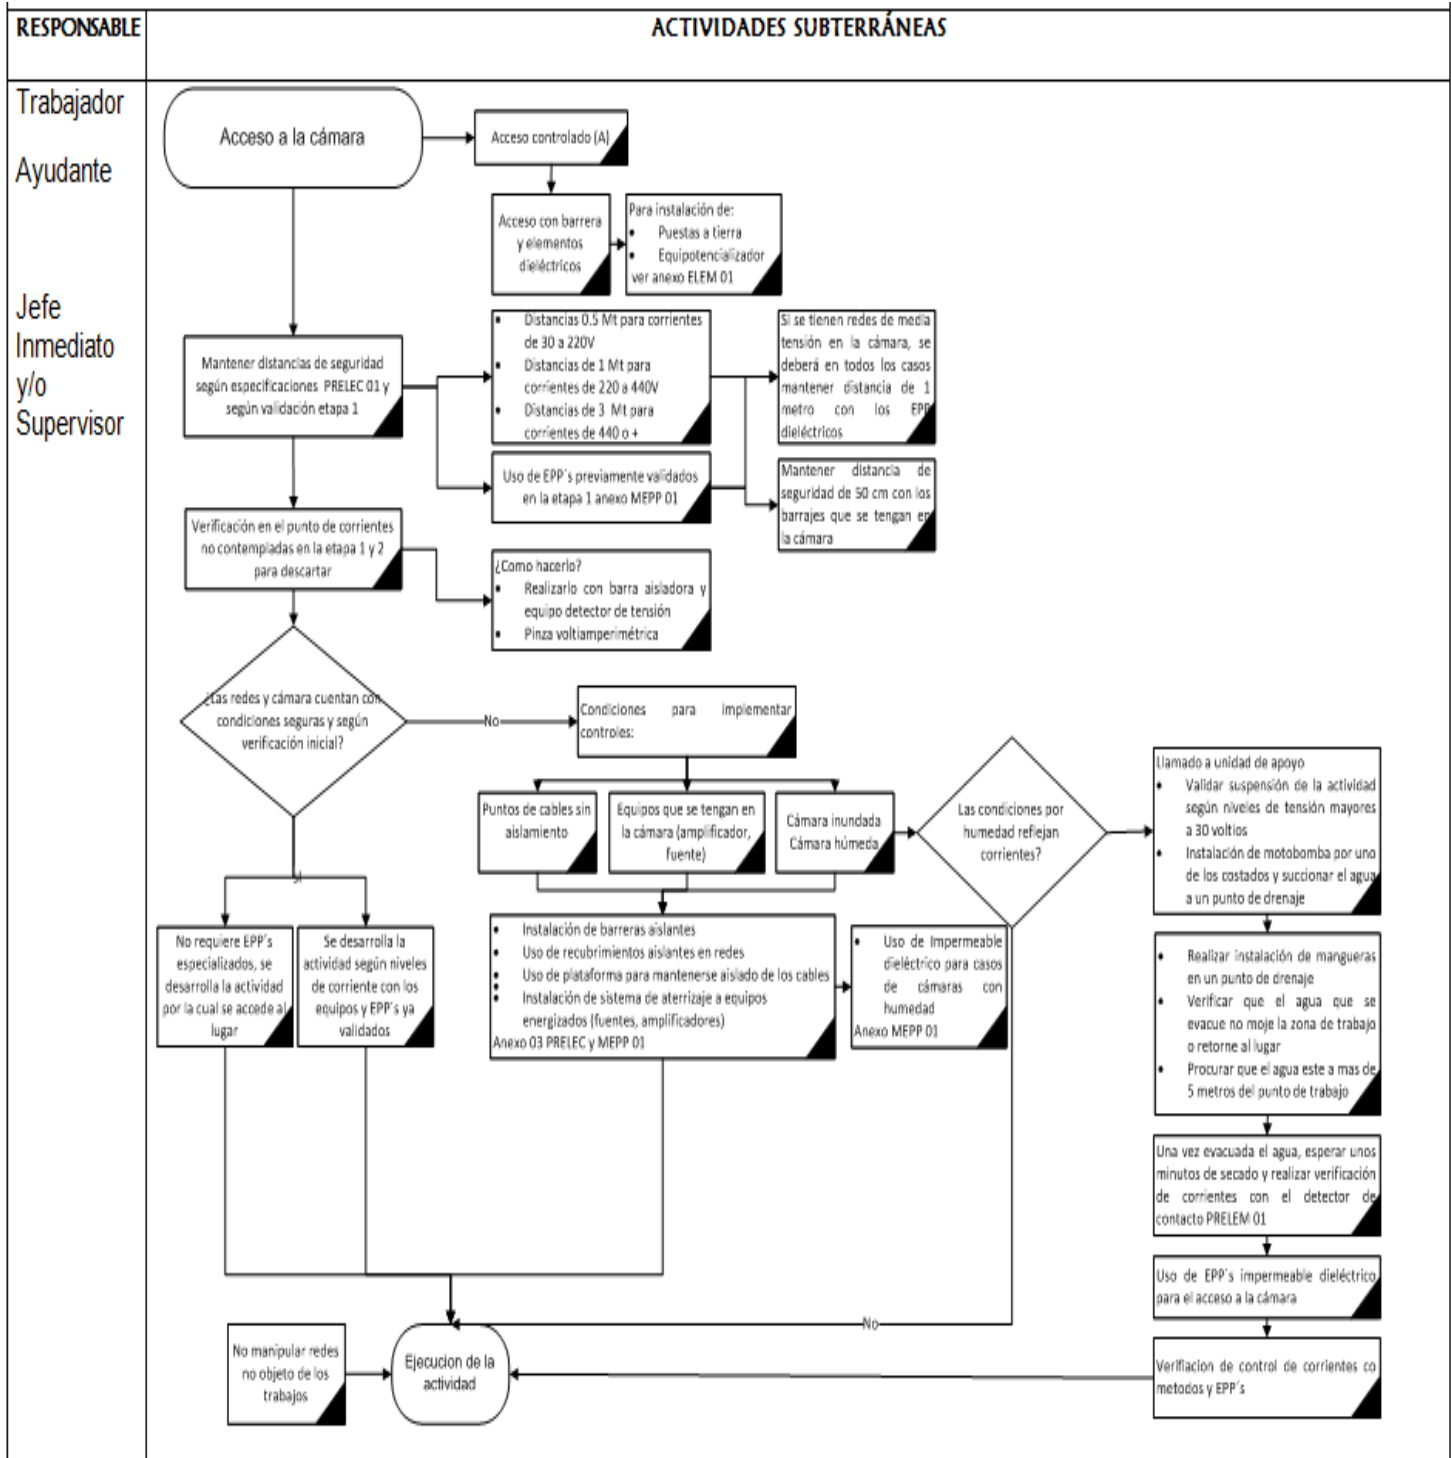 RESPONSABLE
ACTIVIDADES SUBTERRÁNEAS
Trabajador
Ayudante
Jefe
Inmediato
y/o
Supervisor
Acceso a la cámara
Acceso controlado (A)
Acceso con barrera
y elementos
dieléctricos
Para instalación de:
• Puestas a tierra
• Equipotencializador
ver anexo ELEM 01
Mantener distancias de seguridad
según especificaciones PRELEC 01 y
según validación etapa 1
• Distancias 0.5 Mt para corrientes
de 30 a 220V
• Distancias de 1 Mt para
corrientes de 220 a 440V
• Distancias de 3 Mt para
corrientes de 440 o +
Si se tienen redes de media
tensión en la cámara, se
deberá en todos los casos
mantener distancia de 1
metro con los EPP
dieléctricos
Uso de EPP´s previamente validados
en la etapa 1 anexo MEPP 01
Mantener distancia de
seguridad de 50 cm con los
barrajes que se tengan en
la cámara
Verificación en el punto de corrientes
no contempladas en la etapa 1 y 2
para descartar
¿Como hacerlo?
• Realizarlo con barra aisladora y
equipo detector de tensión
• Pinza voltiamperimétrica
¿Las redes y cámara cuentan con
condiciones seguras y según
verificación inicial?
No
Condiciones para implementar
controles:
Puntos de cables sin
aislamiento
Equipos que se tengan en
la cámara (amplificador,
fuente)
Cámara inundada
Cámara húmeda
Las condiciones por
humedad reflejan
corrientes?
Llamado a unidad de apoyo
• Validar suspensión de la actividad
según niveles de tensión mayores
a 30 voltios
• Instalación de motobomba por uno
de los costados y succionar el agua
a un punto de drenaje
Si
No requiere EPP´s
especializados, se
desarrolla la actividad
por la cual se accede al
lugar
Se desarrolla la
actividad según niveles
de corriente con los
equipos y EPP´s ya
validados
• Instalación de barreras aislantes
• Uso de recubrimientos aislantes en redes
• Uso de plataforma para mantenerse aislado de los cables
• Instalación de sistema de aterrizaje a equipos
energizados (fuentes, amplificadores)
Anexo 03 PRELEC y MEPP 01
• Uso de Impermeable
dieléctrico para casos
de cámaras con
humedad
Anexo MEPP 01
• Realizar instalación de mangueras
en un punto de drenaje
• Verificar que el agua que se
evacue no moje la zona de trabajo
o retorne al lugar
• Procurar que el agua este a mas de
5 metros del punto de trabajo
Una vez evacuada el agua, esperar unos
minutos de secado y realizar verificación
de corrientes con el detector de
contacto PRELEM 01
Uso de EPP´s impermeable dieléctrico
para el acceso a la cámara
No
Verifiacion de control de corrientes co
metodos y EPP´s
No manipular redes
no objeto de los
trabajos
Ejecucion de la
actividad